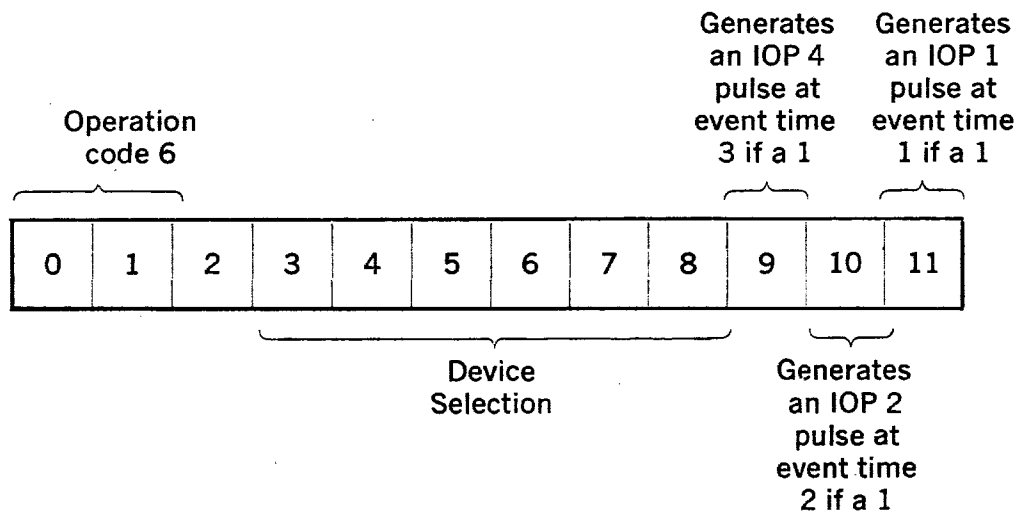 Generates
an IOP 4
pulse at
event time
3 if a 1
Generates
an IOP 1
pulse at
event time
1 if a 1
Operation
code 6
0 1 2 3 4 5 6 7 8 9 10 11
Device
Selection
Generates
an IOP 2
pulse at
event time
2 if a 1